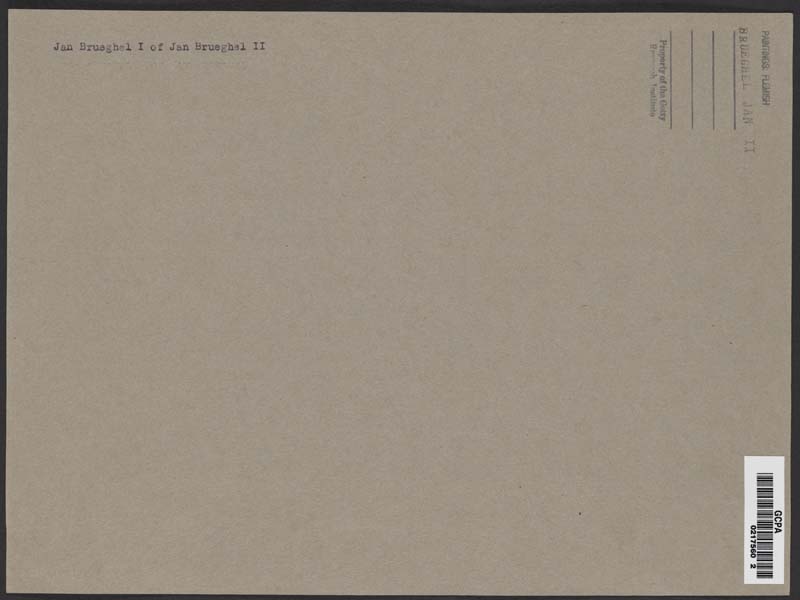 Jan Brueghel I of Jan Brueghel II
PAINTINGS: FLEMISH
BRUEGHEL JAN II
Property of the Getty
Research Institute
GCPA
0217560 2